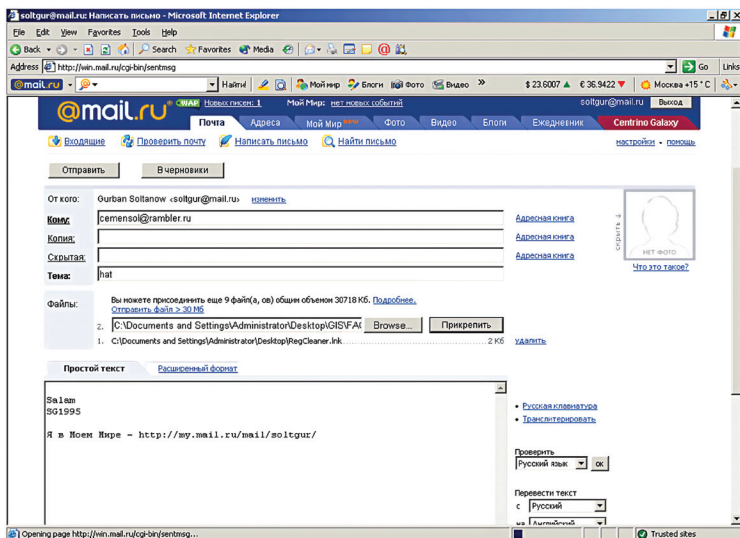 soltgur@mail.ru: Написать письмо - Microsoft Internet Explorer
File Edit View Favorites Tools Help
Back Search Favorites Media
Address http://win.mail.ru/cgi-bin/sentmsg Go Links
@mail.ru Найти! Мой мир Блоги Фото Видео » $ 23.6007 € 36.9422 Москва +15 °C
@mail.ru WAP Новых писем: 1 Мой Мир: нет новых событий soltgur@mail.ru Выход
Почта Адреса Мой Мир new Фото Видео Блоги Ежедневник Centrino Galaxy
Входящие Проверить почту Написать письмо Найти письмо настройки - помощь
Отправить В черновики
От кого: Gurban Soltanow <soltgur@mail.ru> изменить
Кому: cemensol@rambler.ru Адресная книга
Копия: Адресная книга
Скрытая: Адресная книга
скрыть ↓
НЕТ ФОТО
Тема: hat
Что это такое?
Файлы: Вы можете присоединить еще 9 файл(а, ов) общим объемом 30718 Кб. Подробнее.
Отправить файл > 30 Мб
2. C:\Documents and Settings\Administrator\Desktop\GIS\FAC Browse... Прикрепить
1. C:\Documents and Settings\Administrator\Desktop\RegCleaner.lnk 2 Кб удалить
Простой текст Расширенный формат
Salam
SG1995
Я в Моем Мире - http://my.mail.ru/mail/soltgur/
• Русская клавиатура
• Транслитерировать
Проверить
Русский язык ок
Перевести текст
с Русский
на Английский
Opening page http://win.mail.ru/cgi-bin/sentmsg... Trusted sites